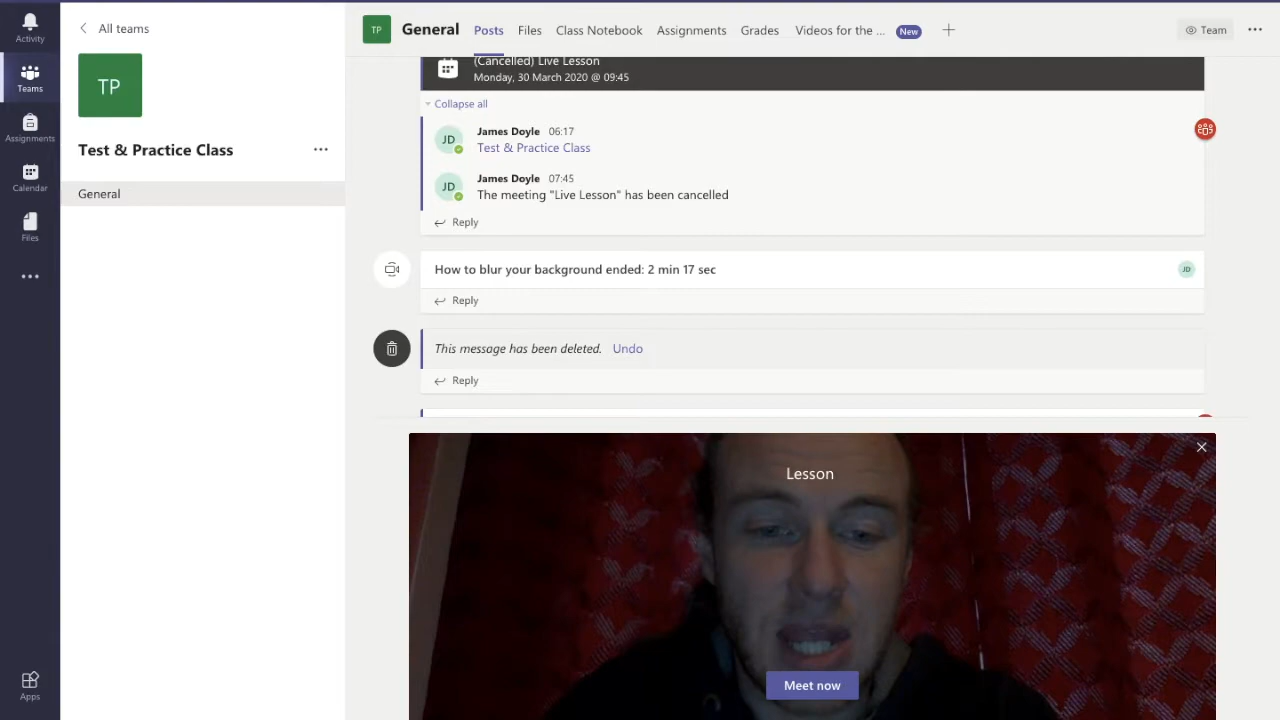 Activity
Teams
Assignments
Calendar
Files
Apps
All teams
TP
Test & Practice Class
General
TP
General
Posts
Files
Class Notebook
Assignments
Grades
Videos for the ...
New
Team
(Cancelled) Live Lesson
Monday, 30 March 2020 @ 09:45
Collapse all
JD
James Doyle 06:17
Test & Practice Class
JD
James Doyle 07:45
The meeting "Live Lesson" has been cancelled
Reply
How to blur your background ended: 2 min 17 sec
JD
Reply
This message has been deleted. Undo
Reply
Lesson
Meet now